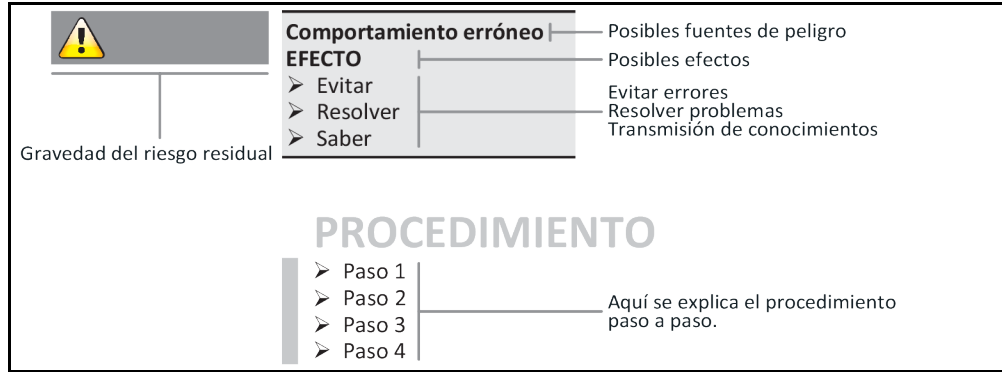 Comportamiento erróneo
Posibles fuentes de peligro
EFECTO
Posibles efectos
➢ Evitar
➢ Resolver
➢ Saber
Evitar errores
Resolver problemas
Transmisión de conocimientos
Gravedad del riesgo residual
PROCEDIMIENTO
➢ Paso 1
➢ Paso 2
➢ Paso 3
➢ Paso 4
Aquí se explica el procedimiento
paso a paso.